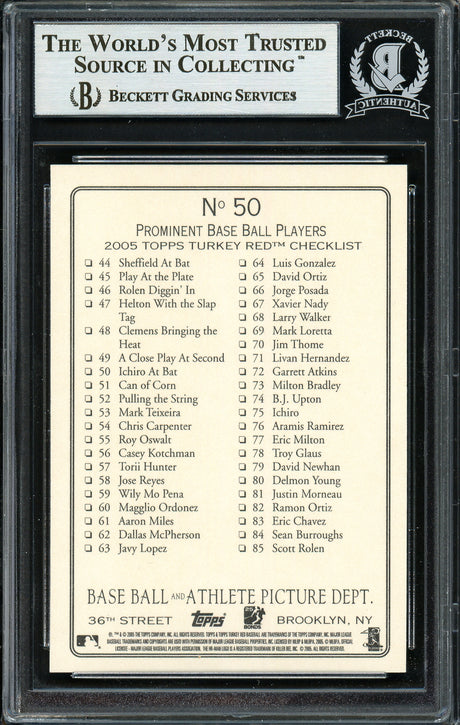 THE WORLD'S MOST TRUSTED
SOURCE IN COLLECTING™
B BECKETT GRADING SERVICES
BECKETT
B
AUTHENTIC
Nº 50
PROMINENT BASE BALL PLAYERS
2005 TOPPS TURKEY RED™ CHECKLIST
❏ 44 Sheffield At Bat
❏ 45 Play At the Plate
❏ 46 Rolen Diggin' In
❏ 47 Helton With the Slap
Tag
❏ 48 Clemens Bringing the
Heat
❏ 49 A Close Play At Second
❏ 50 Ichiro At Bat
❏ 51 Can of Corn
❏ 52 Pulling the String
❏ 53 Mark Teixeira
❏ 54 Chris Carpenter
❏ 55 Roy Oswalt
❏ 56 Casey Kotchman
❏ 57 Torii Hunter
❏ 58 Jose Reyes
❏ 59 Wily Mo Pena
❏ 60 Magglio Ordonez
❏ 61 Aaron Miles
❏ 62 Dallas McPherson
❏ 63 Javy Lopez
❏ 64 Luis Gonzalez
❏ 65 David Ortiz
❏ 66 Jorge Posada
❏ 67 Xavier Nady
❏ 68 Larry Walker
❏ 69 Mark Loretta
❏ 70 Jim Thome
❏ 71 Livan Hernandez
❏ 72 Garrett Atkins
❏ 73 Milton Bradley
❏ 74 B.J. Upton
❏ 75 Ichiro
❏ 76 Aramis Ramirez
❏ 77 Eric Milton
❏ 78 Troy Glaus
❏ 79 David Newhan
❏ 80 Delmon Young
❏ 81 Justin Morneau
❏ 82 Ramon Ortiz
❏ 83 Eric Chavez
❏ 84 Sean Burroughs
❏ 85 Scott Rolen
BASE BALL AND ATHLETE PICTURE DEPT.
36TH STREET Topps BONDS BROOKLYN, NY